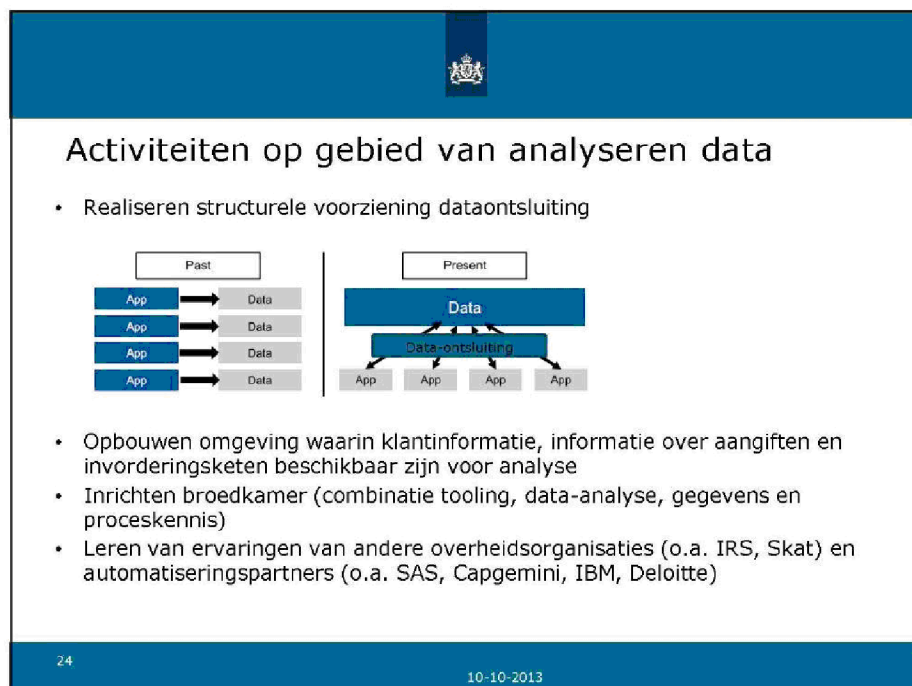 Activiteiten op gebied van analyseren data
• Realiseren structurele voorziening dataontsluiting
Past
App
Data
App
Data
App
Data
App
Data
Present
Data
Data-ontsluiting
App
App
App
App
• Opbouwen omgeving waarin klantinformatie, informatie over aangiften en
invorderingsketen beschikbaar zijn voor analyse
• Inrichten broedkamer (combinatie tooling, data-analyse, gegevens en
proceskennis)
• Leren van ervaringen van andere overheidsorganisaties (o.a. IRS, Skat) en
automatiseringspartners (o.a. SAS, Capgemini, IBM, Deloitte)
24
10-10-2013